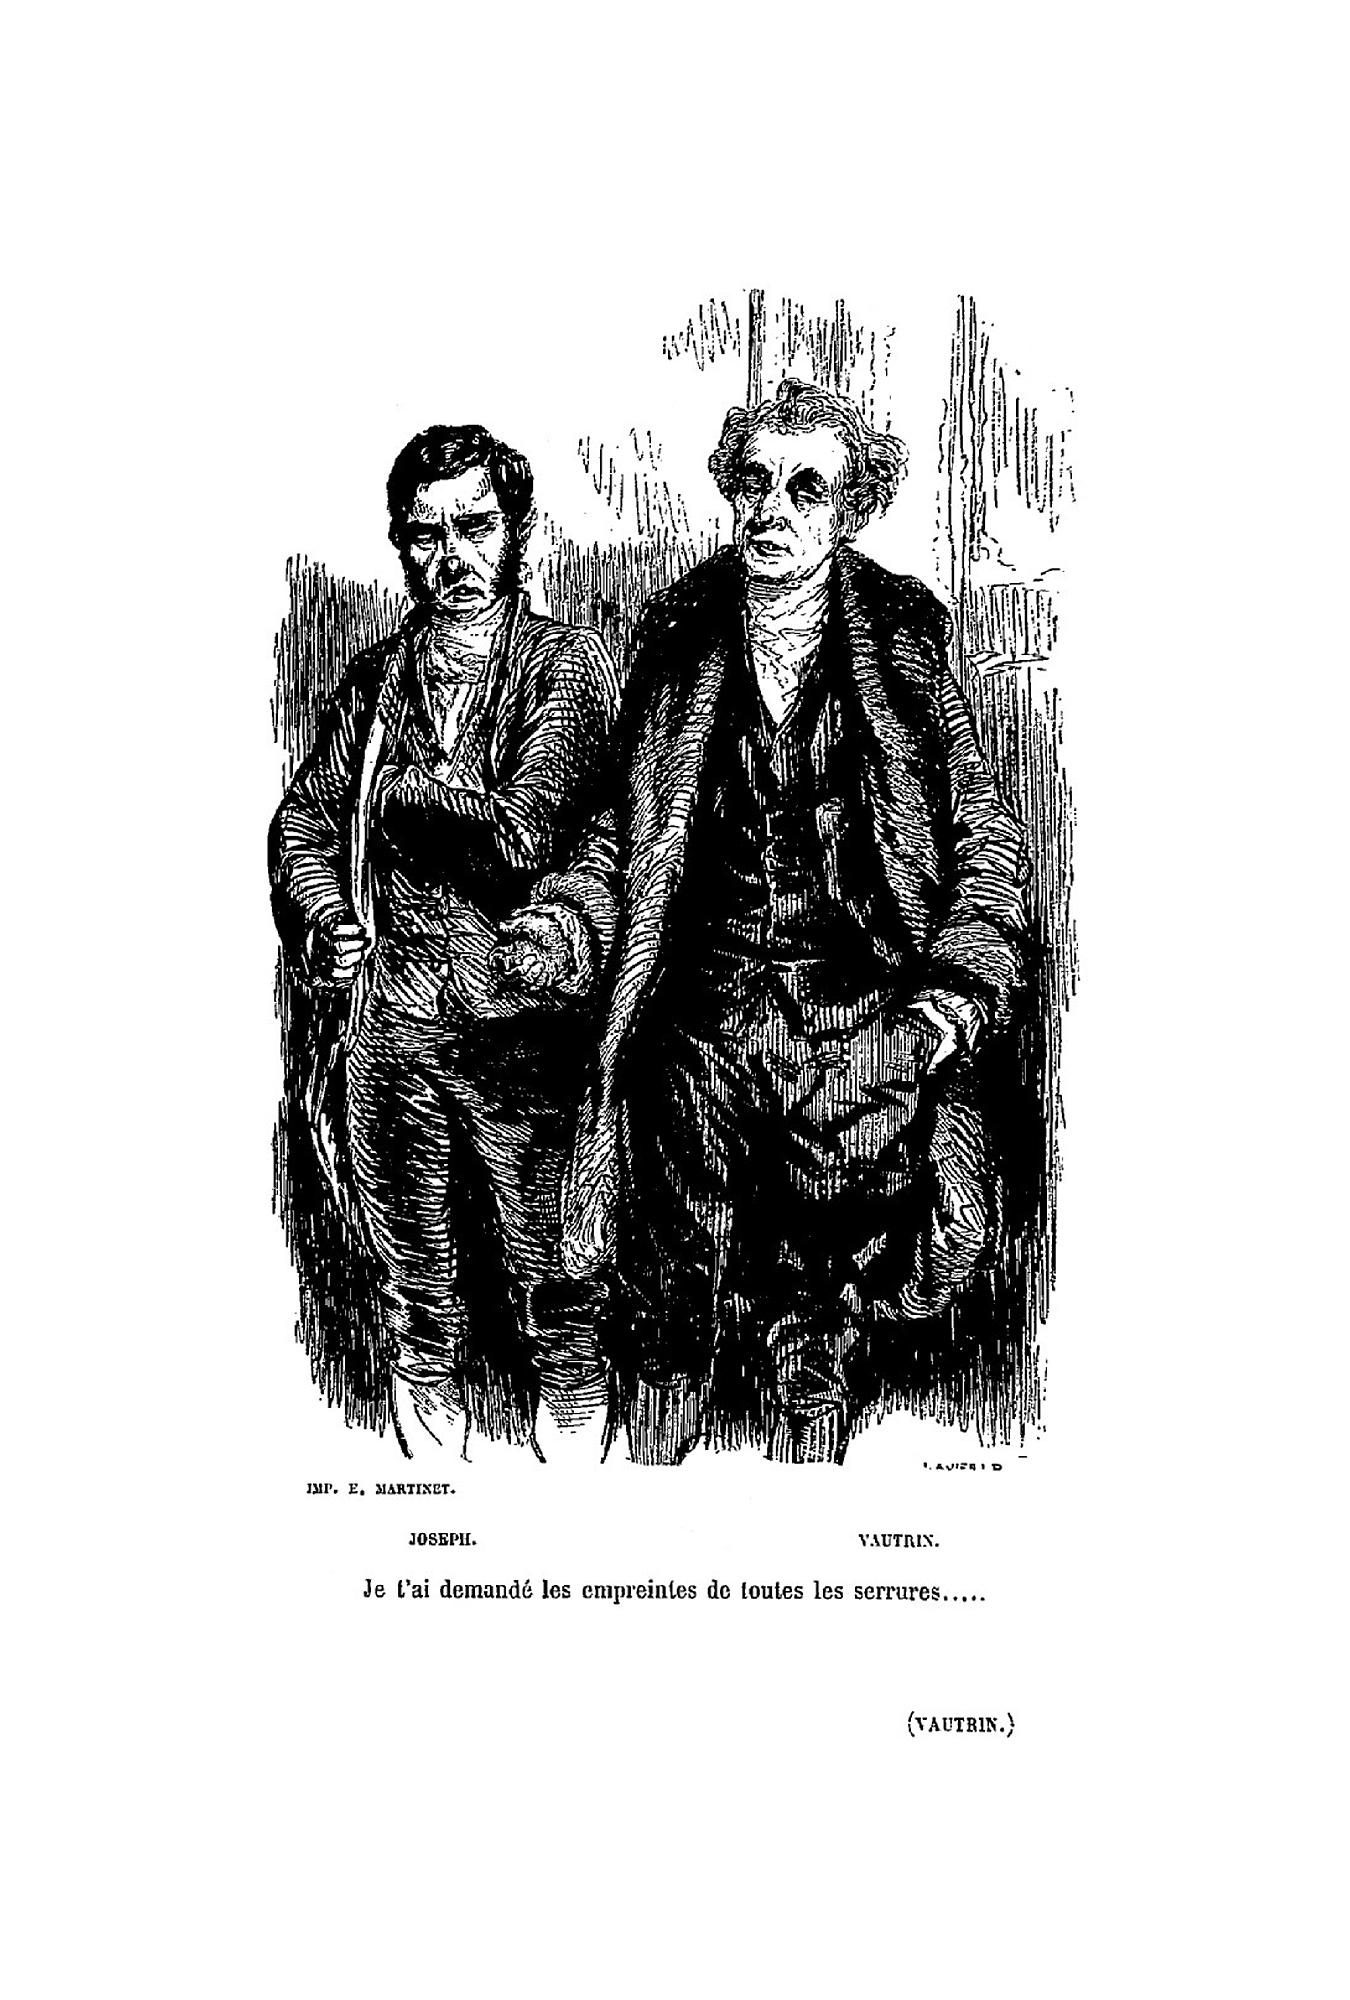 IMP. E. MARTINET.
JOSEPH. VAUTRIN.
Je t'ai demandé les empreintes de toutes les serrures.....
(VAUTRIN.)